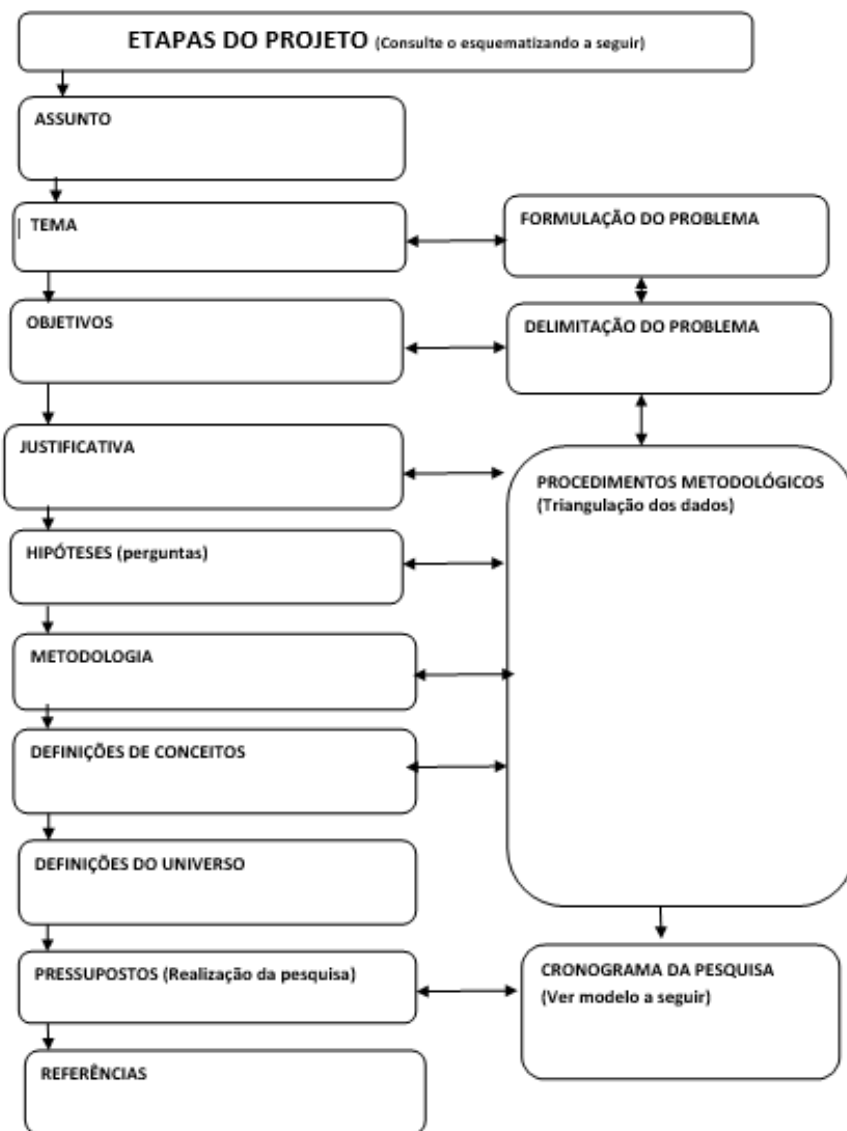 ETAPAS DO PROJETO (Consulte o esquematizando a seguir)
ASSUNTO
TEMA
FORMULAÇÃO DO PROBLEMA
OBJETIVOS
DELIMITAÇÃO DO PROBLEMA
JUSTIFICATIVA
PROCEDIMENTOS METODOLÓGICOS
(Triangulação dos dados)
HIPÓTESES (perguntas)
METODOLOGIA
DEFINIÇÕES DE CONCEITOS
DEFINIÇÕES DO UNIVERSO
PRESSUPOSTOS (Realização da pesquisa)
CRONOGRAMA DA PESQUISA
(Ver modelo a seguir)
REFERÊNCIAS